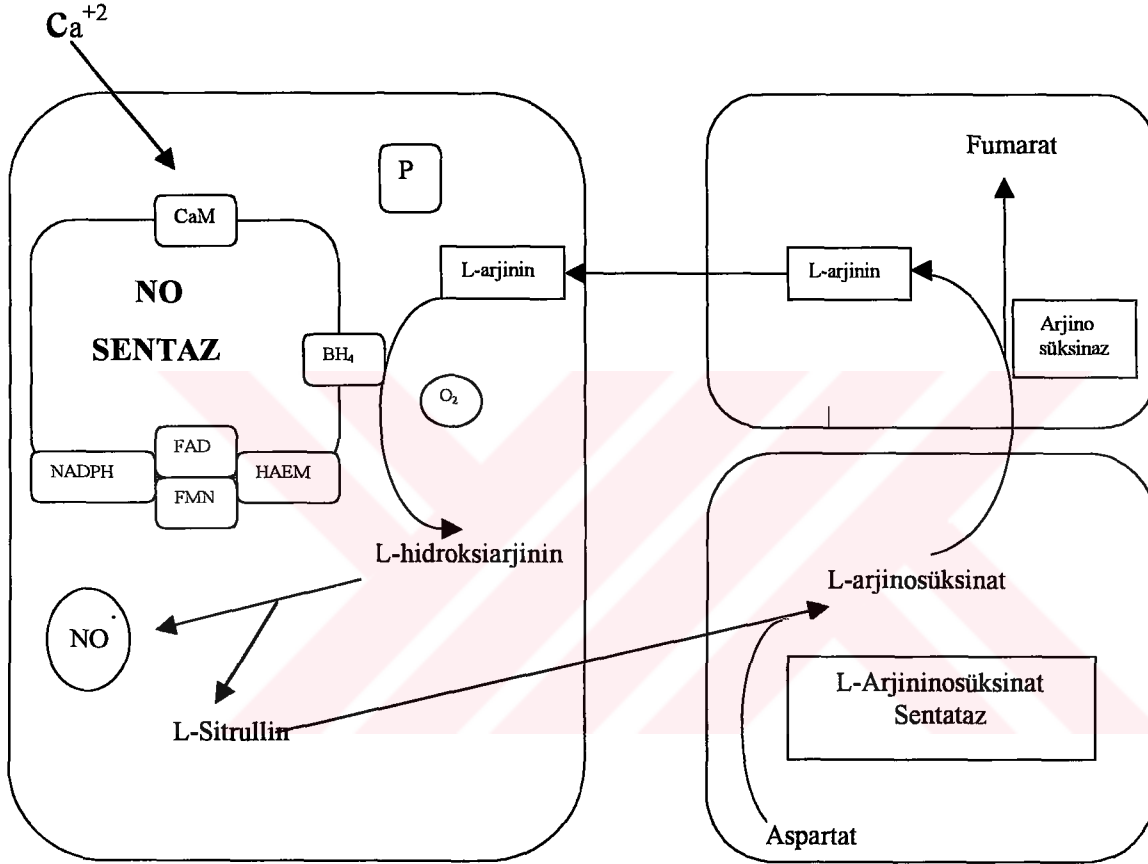 Ca+2
P
CaM
NO
SENTAZ
BH4
L-arjinin
O2
FAD
NADPH
HAEM
FMN
L-hidroksiarjinin
NO·
L-Sitrullin
Fumarat
L-arjinin
Arjino
süksinaz
L-arjinosüksinat
L-Arjininosüksinat
Sentataz
Aspartat